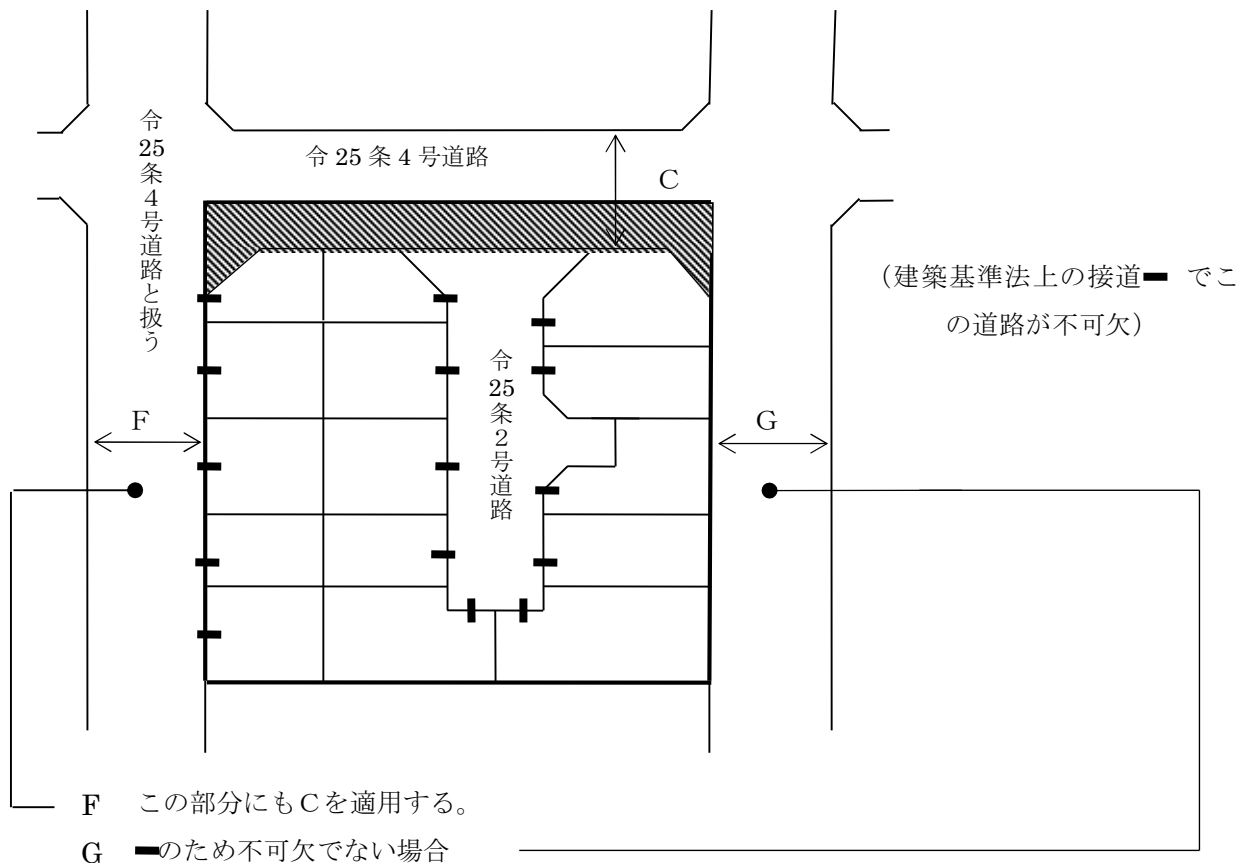 令25条4号道路と扱う
令 25 条 4 号道路
C
(建築基準法上の接道 でこ
の道路が不可欠)
令25条2号道路
F
G
F この部分にもCを適用する。
G のため不可欠でない場合